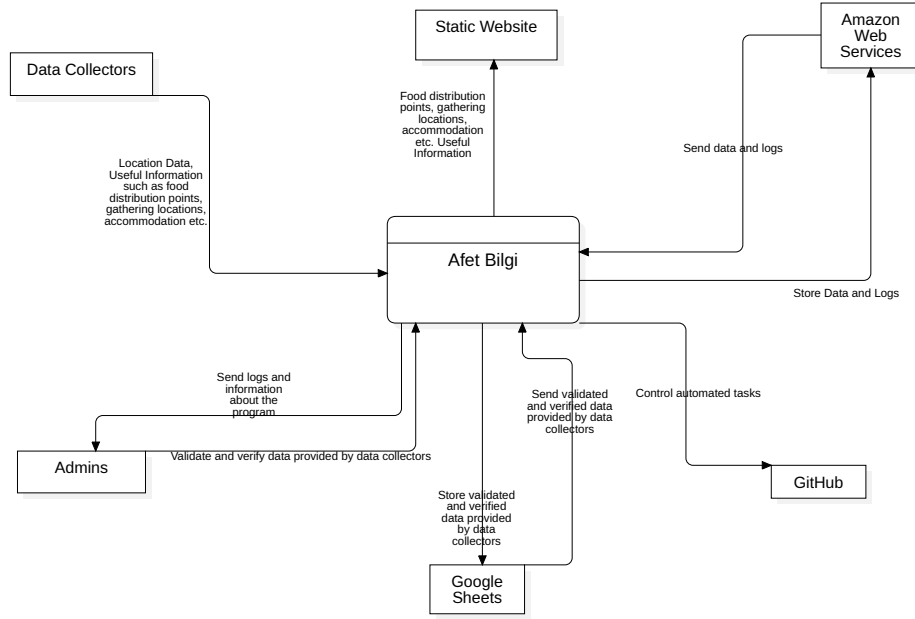 Static Website
Amazon
Web
Services
Data Collectors
Food distribution
points, gathering
locations,
accommodation
etc. Useful
Information
Send data and logs
Location Data,
Useful Information
such as food
distribution points,
gathering locations,
accommodation etc.
Afet Bilgi
Store Data and Logs
Send logs and
information
about the
program
Send validated
and verified data
provided by data
collectors
Control automated tasks
Validate and verify data provided by data collectors
Admins
GitHub
Store validated
and verified
data provided
by data
collectors
Google
Sheets